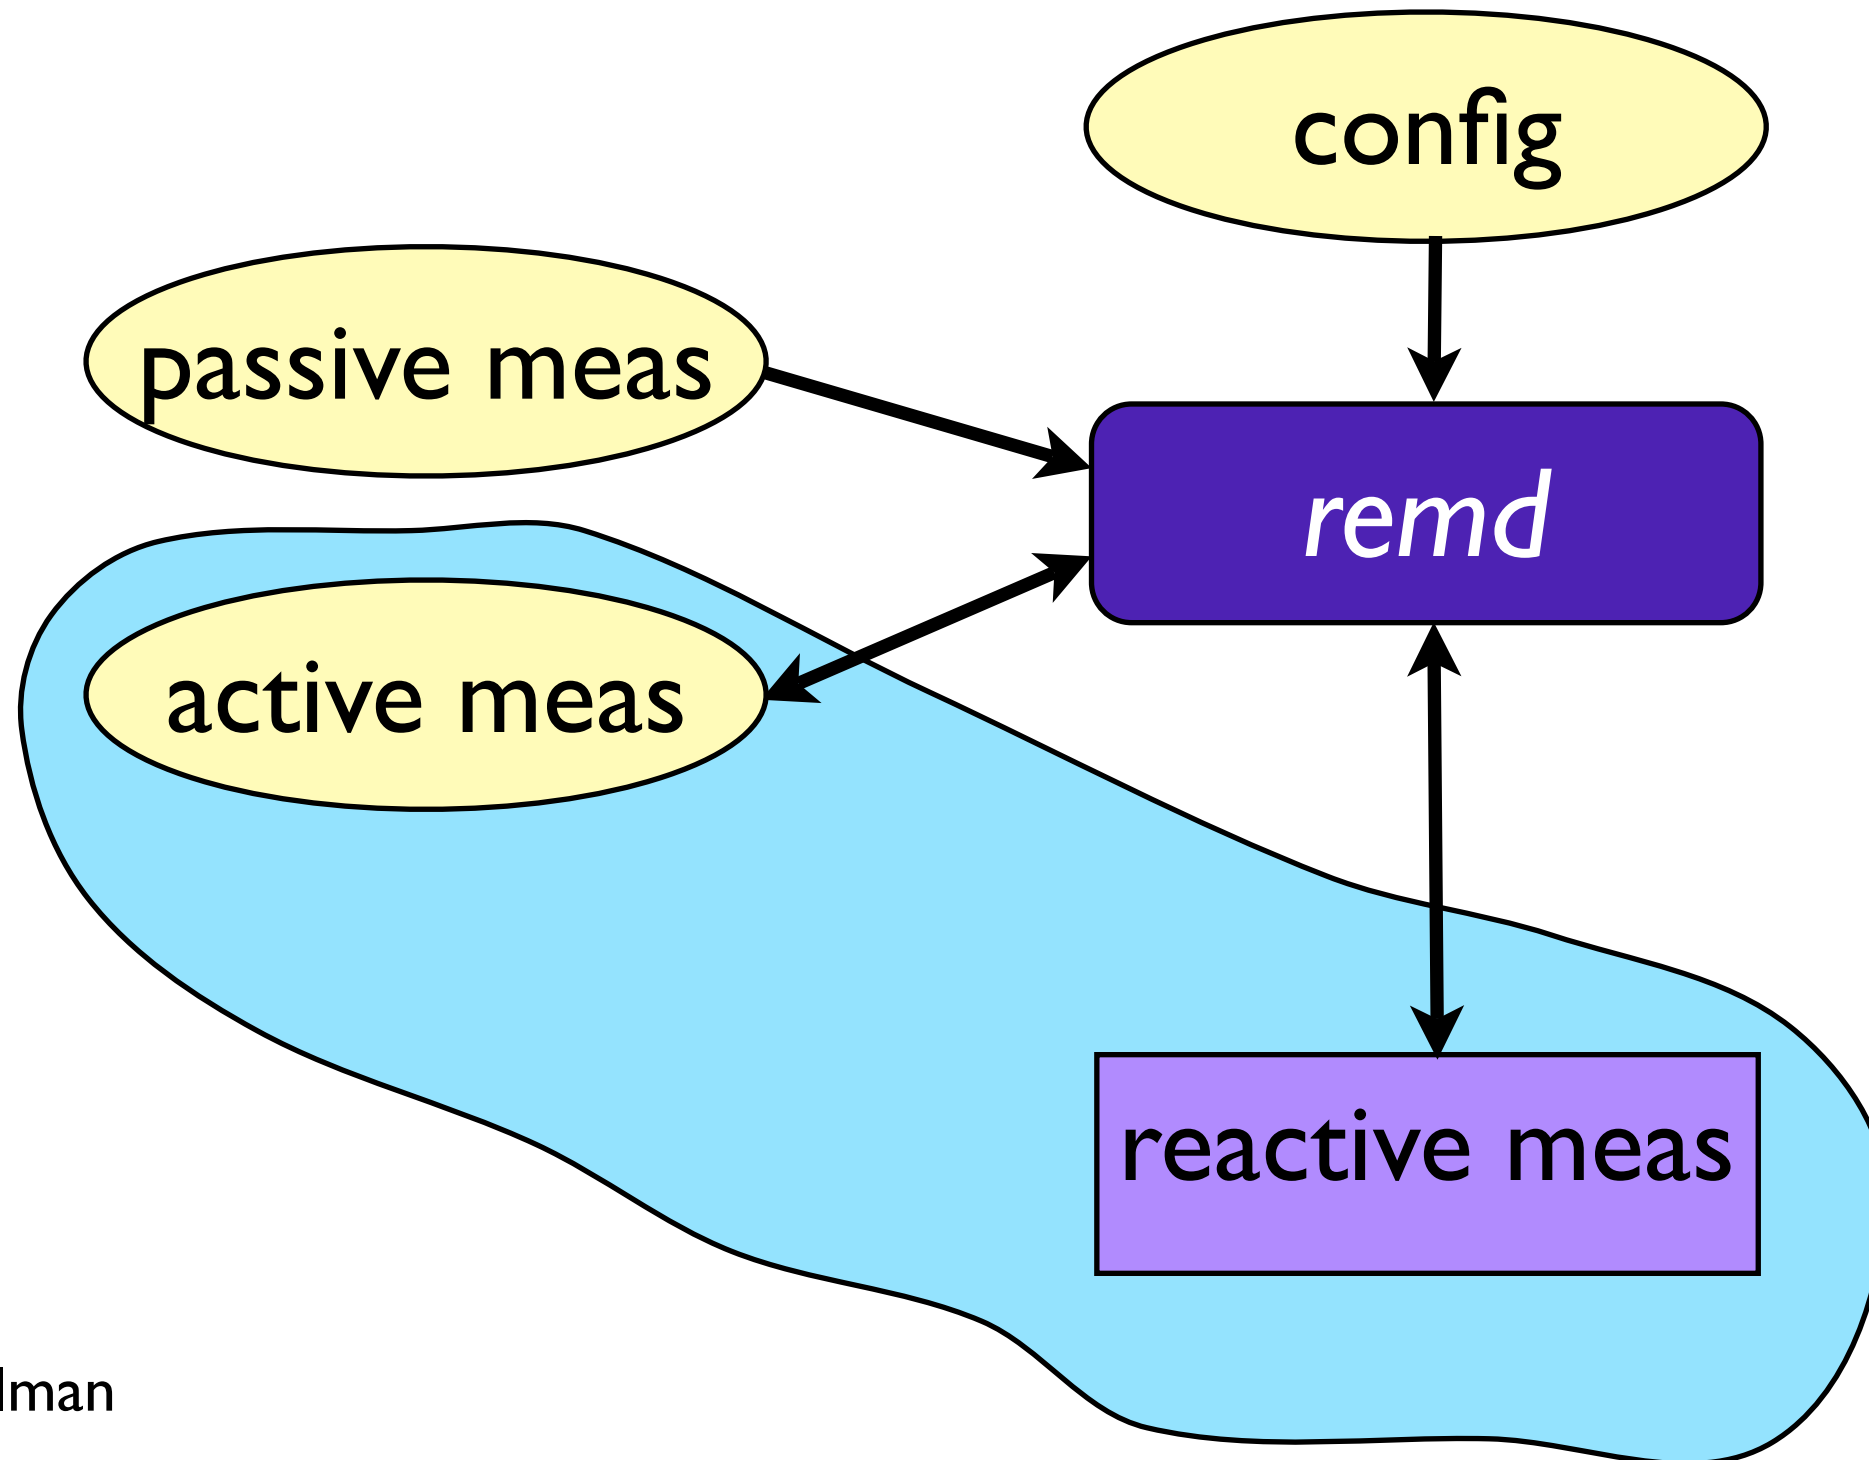 config
passive meas
remd
active meas
reactive meas
lman